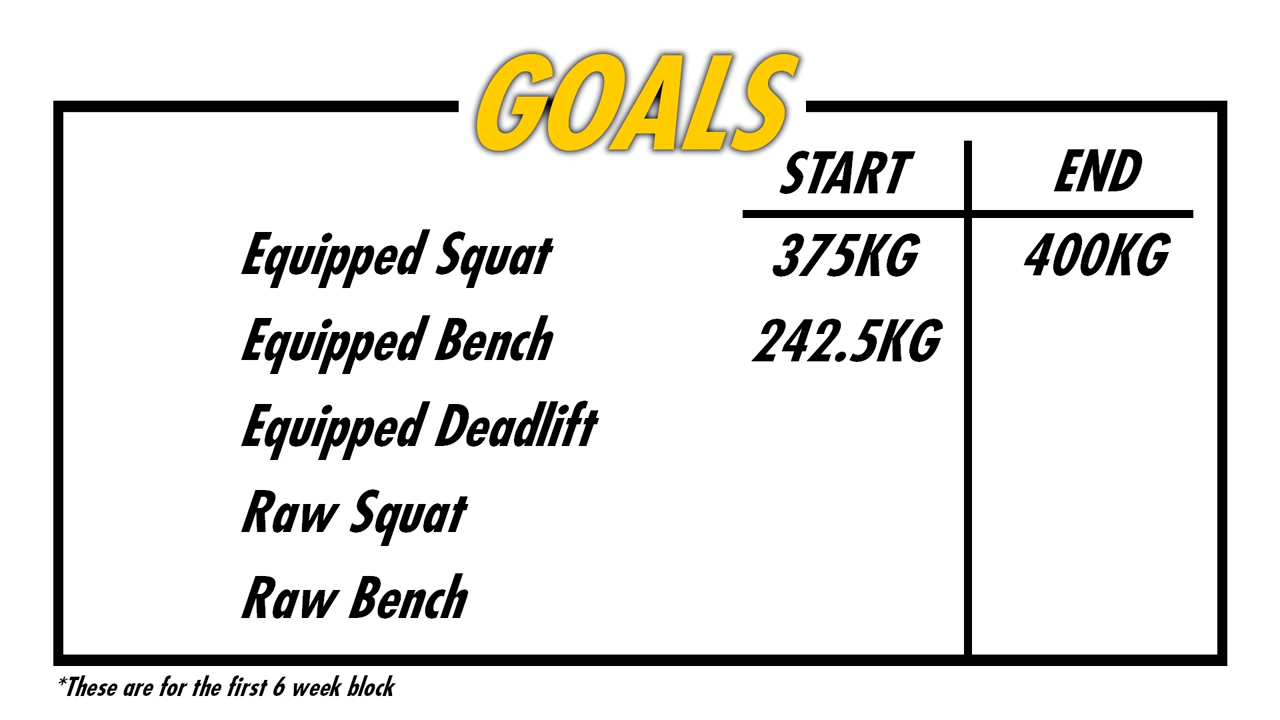 GOALS
START END
Equipped Squat 375KG 400KG
Equipped Bench 242.5KG
Equipped Deadlift
Raw Squat
Raw Bench
*These are for the first 6 week block